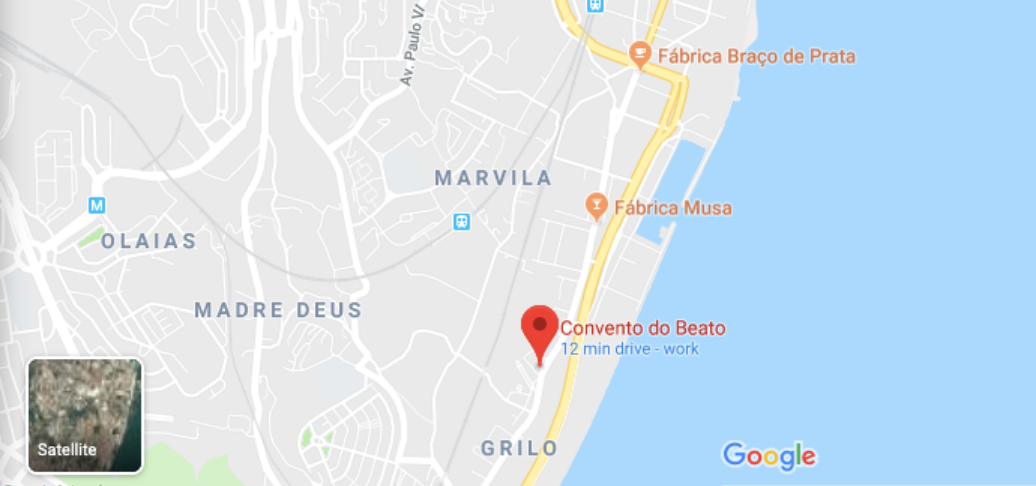 Av. Paulo V
Fábrica Braço de Prata
MARVILA
M
Fábrica Musa
OLAIAS
MADRE DEUS
Convento do Beato
12 min drive - work
Satellite
GRILO
Google